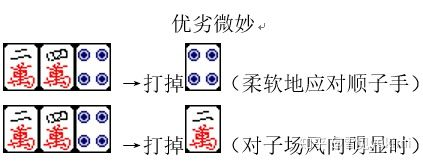 优劣微妙
二萬 四萬 →打掉 （柔软地应对顺子手）
二萬 二萬 →打掉 二萬 （对子场风向明显时）